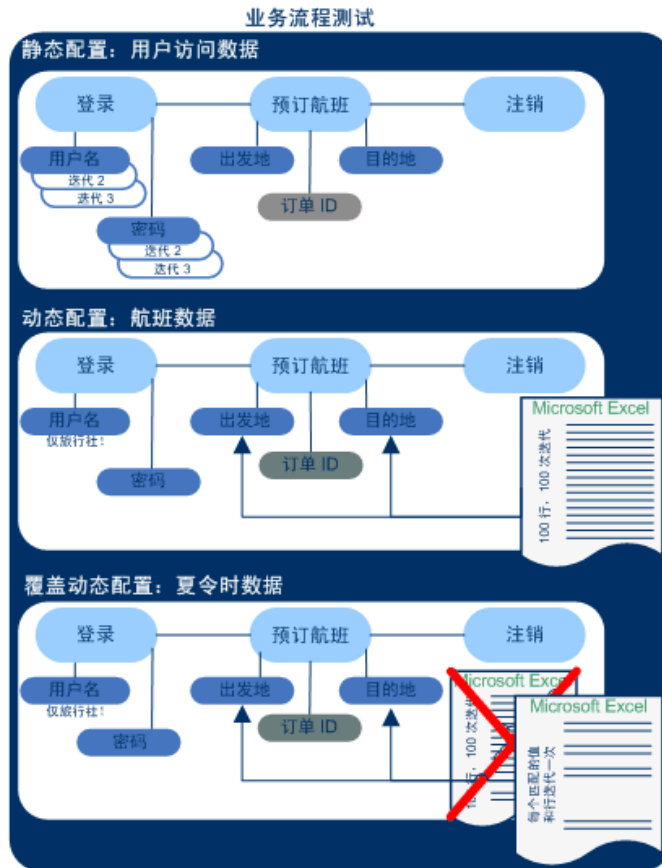 业务流程测试
静态配置：用户访问数据
登录
预订航班
注销
用户名
出发地
目的地
迭代 2
迭代 3
订单 ID
密码
迭代 2
迭代 3
动态配置：航班数据
登录
预订航班
注销
用户名
出发地
目的地
仅旅行社！
订单 ID
密码
Microsoft Excel
100 行，100 次迭代
覆盖动态配置：夏令时数据
登录
预订航班
注销
用户名
出发地
目的地
仅旅行社！
订单 ID
密码
Microsoft Exce
100 行，100 次迭代
Microsoft Excel
每个匹配的值
和行迭代一次